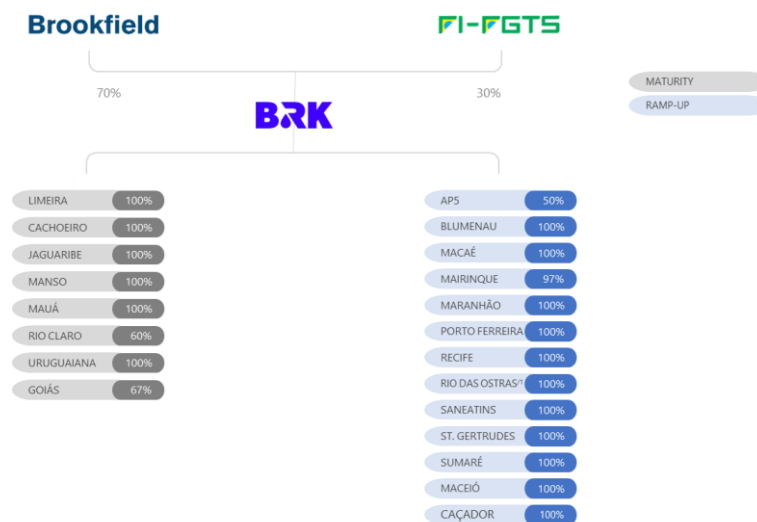 Brookfield
FI-FGTS
70%
30%
BRK
MATURITY
RAMP-UP
LIMEIRA 100%
CACHOEIRO 100%
JAGUARIBE 100%
MANSO 100%
MAUÁ 100%
RIO CLARO 60%
URUGUAIANA 100%
GOIÁS 67%
AP5 50%
BLUMENAU 100%
MACAÉ 100%
MAIRINQUE 97%
MARANHÃO 100%
PORTO FERREIRA 100%
RECIFE 100%
RIO DAS OSTRAS 100%
SANEATINS 100%
ST. GERTRUDES 100%
SUMARÉ 100%
MACEIÓ 100%
CAÇADOR 100%